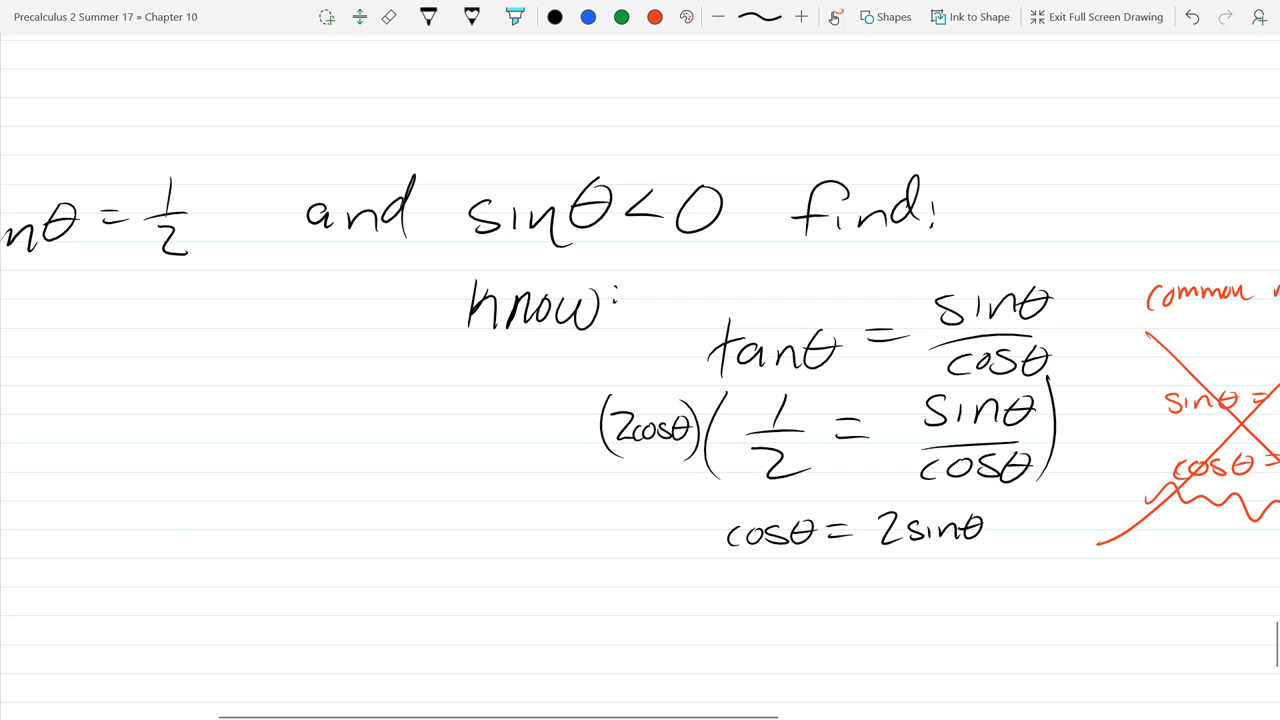 Precalculus 2 Summer 17 » Chapter 10
Shapes
Ink to Shape
Exit Full Screen Drawing
nθ = 1/2 and sinθ < 0 find:
know:
common
tanθ = sinθ/cosθ
(2cosθ)(1/2 = sinθ/cosθ)
sinθ =
cosθ =
cosθ = 2sinθ